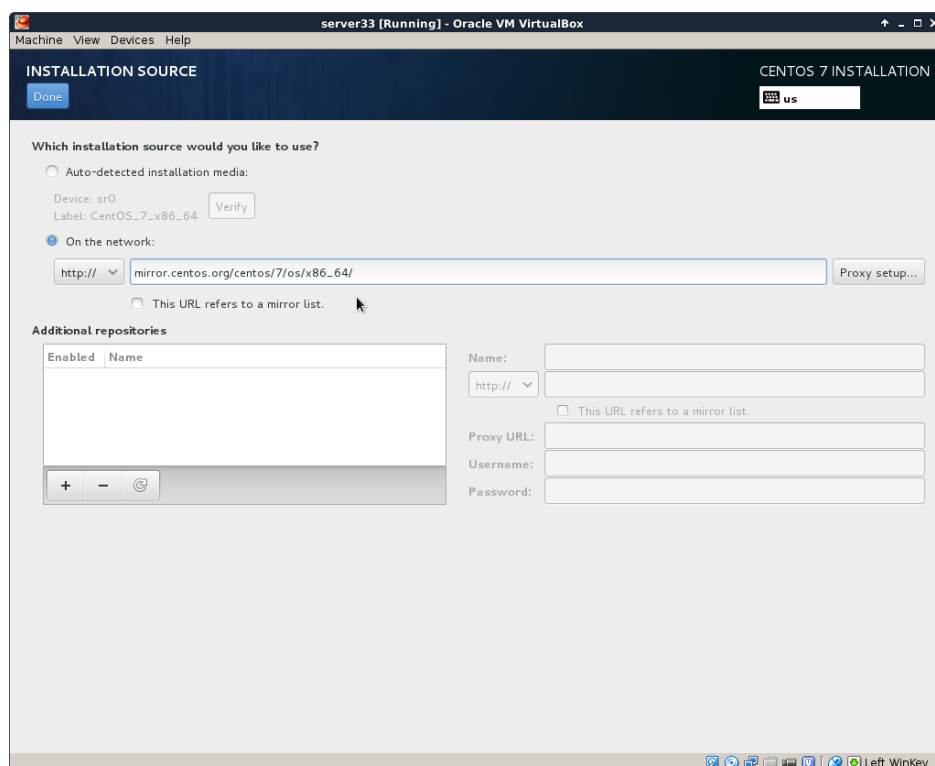 server33 [Running] - Oracle VM VirtualBox
Machine View Devices Help
INSTALLATION SOURCE
CENTOS 7 INSTALLATION
Done
us
Which installation source would you like to use?
Auto-detected installation media:
Device: sr0
Label: CentOS_7_x86_64
Verify
On the network:
http://
mirror.centos.org/centos/7/os/x86_64/
Proxy setup...
This URL refers to a mirror list.
Additional repositories
Enabled Name
Name:
http://
This URL refers to a mirror list.
Proxy URL:
Username:
Password:
Left WinKey